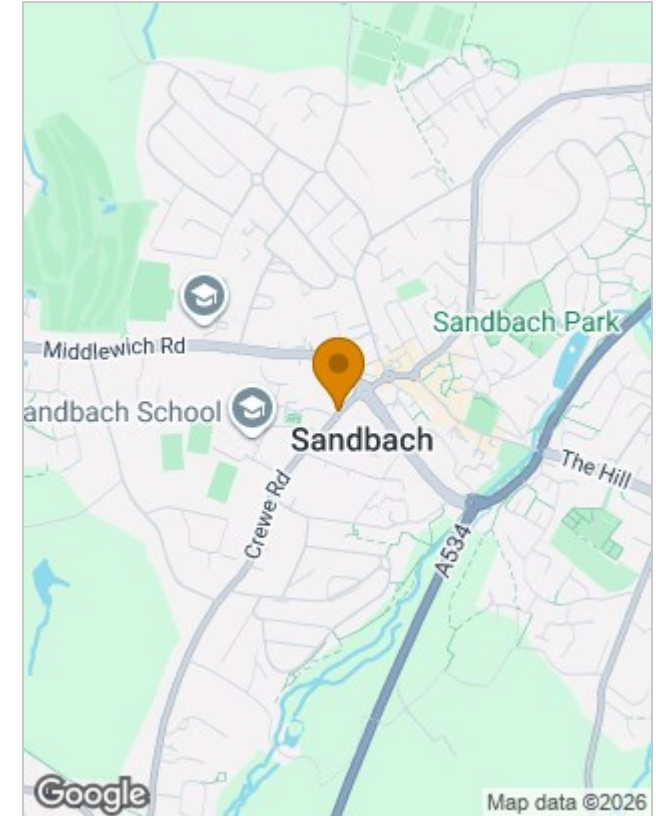 Sandbach Park
Middlewich Rd
andbach School
Sandbach
The Hill
Crewe Rd
A534
Google
Map data ©2026